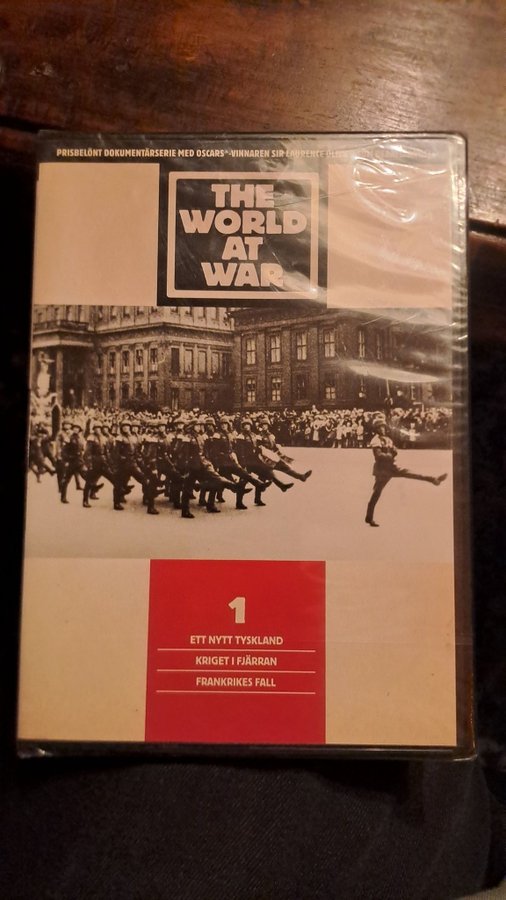 PRISBELÖNT DOKUMENTÄRSERIE MED OSCARS®-VINNAREN SIR LAURENCE
THE
WORLD
AT
WAR
1
ETT NYTT TYSKLAND
KRIGET I FJÄRRAN
FRANKRIKES FALL